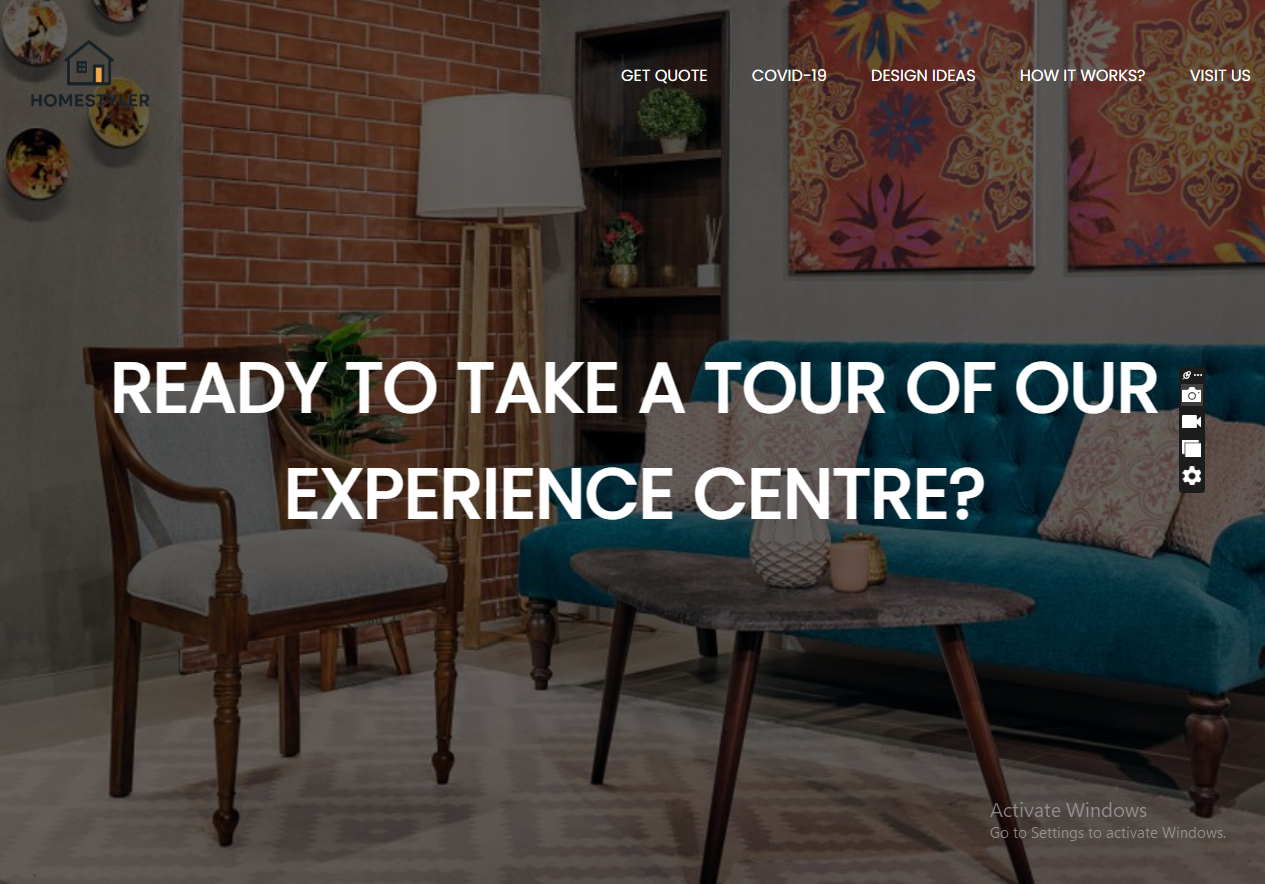 HOMESTYLER
GET QUOTE COVID-19 DESIGN IDEAS HOW IT WORKS? VISIT US
READY TO TAKE A TOUR OF OUR
EXPERIENCE CENTRE?
Activate Windows
Go to Settings to activate Windows.